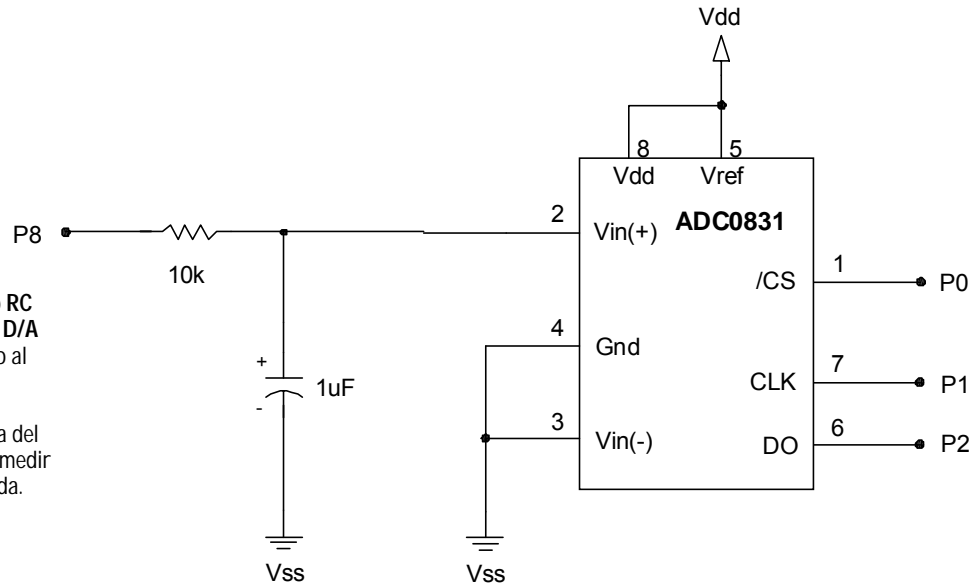 Vdd
8 5
Vdd Vref
ADC0831
2
Vin(+)
P8
10k
1
/CS
P0
RC
D/A
o al
4
Gnd
+
1uF
-
7
CLK
P1
3
Vin(-)
6
DO
P2
a del
medir
da.
Vss
Vss